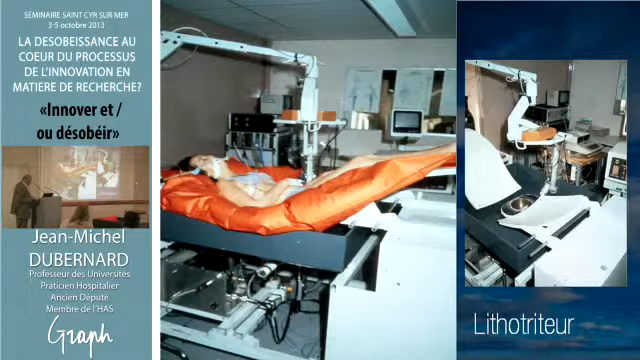 SÉMINAIRE SAINT CYR SUR MER
3-5 octobre 2013
LA DESOBEISSANCE AU
COEUR DU PROCESSUS
DE L'INNOVATION EN
MATIERE DE RECHERCHE?
«Innover et /
ou désobéir»
Jean-Michel
DUBERNARD
Professeur des Universités
Praticien Hospitalier
Ancien Député
Membre de l'HAS
Graph
Lithotriteur